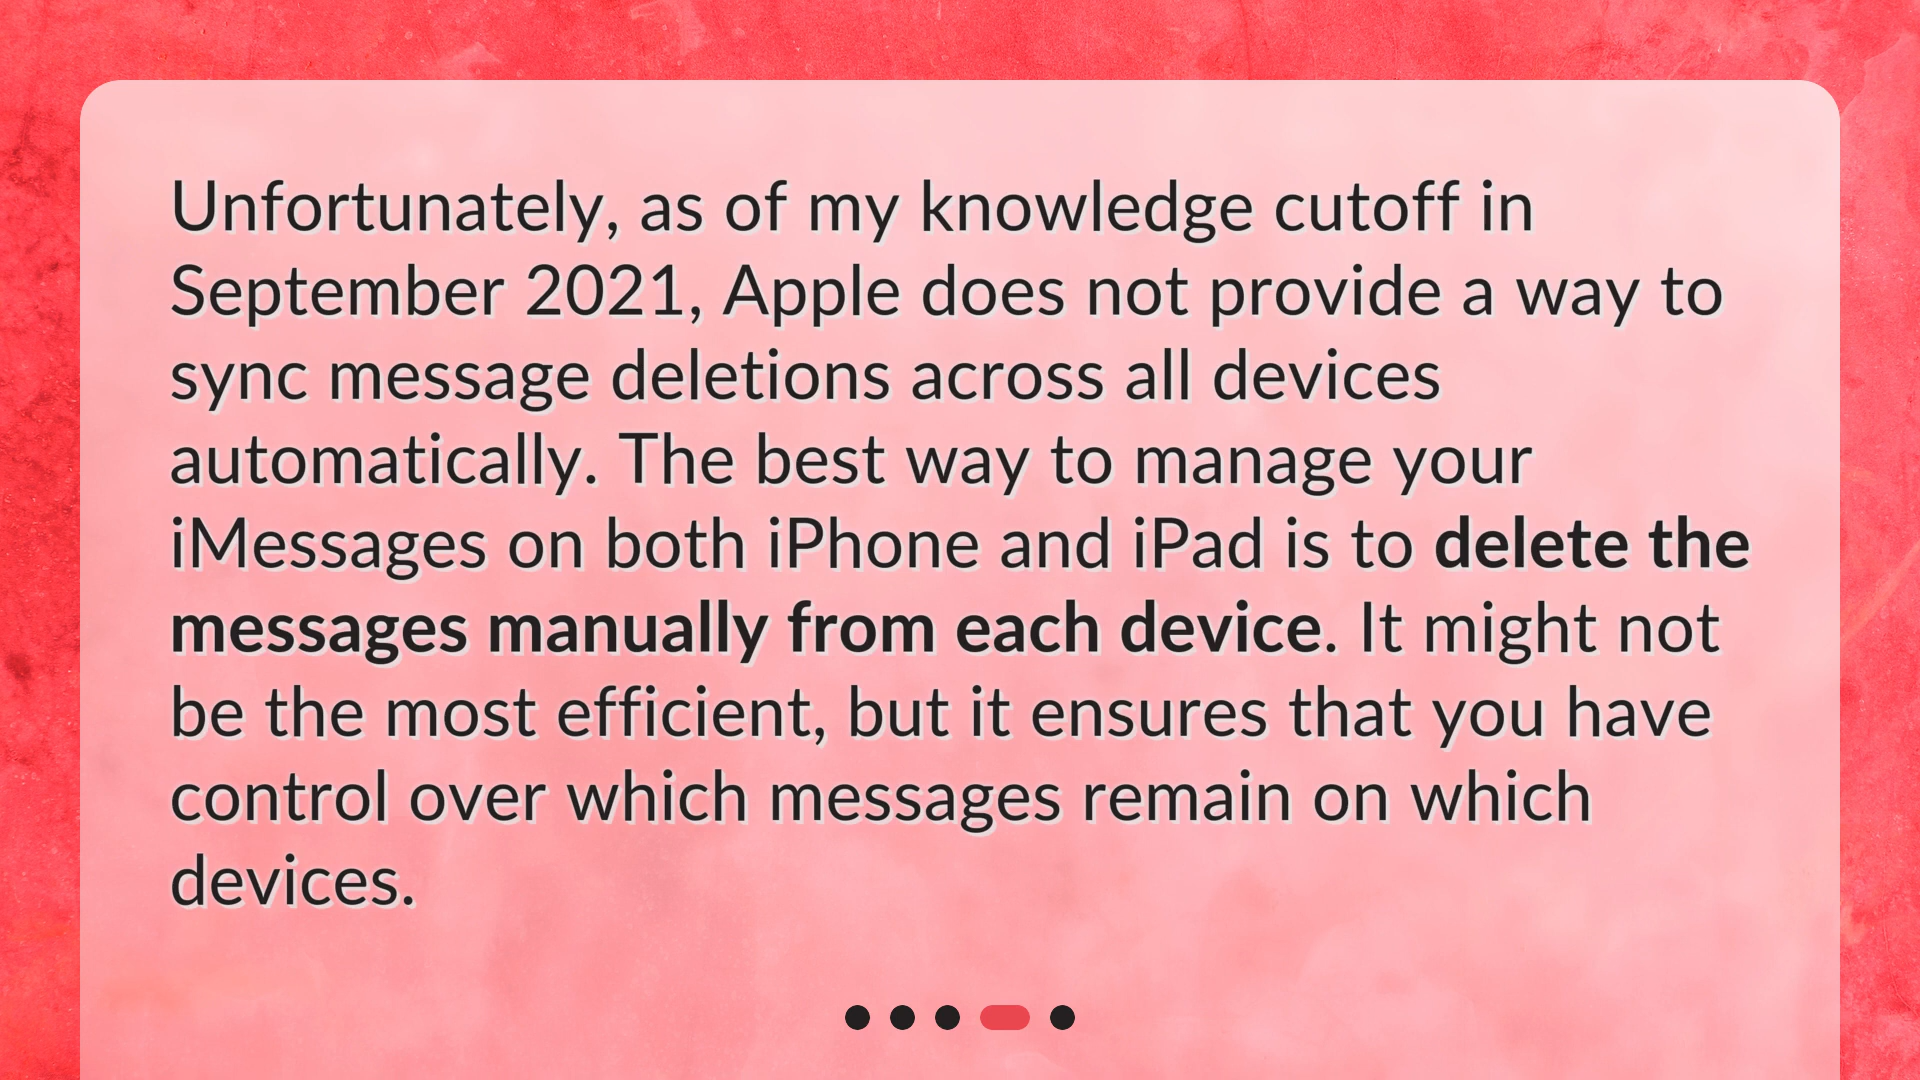 Unfortunately, as of my knowledge cutoff in
September 2021, Apple does not provide a way to
sync message deletions across all devices
automatically. The best way to manage your
iMessages on both iPhone and iPad is to delete the
messages manually from each device. It might not
be the most efficient, but it ensures that you have
control over which messages remain on which
devices.